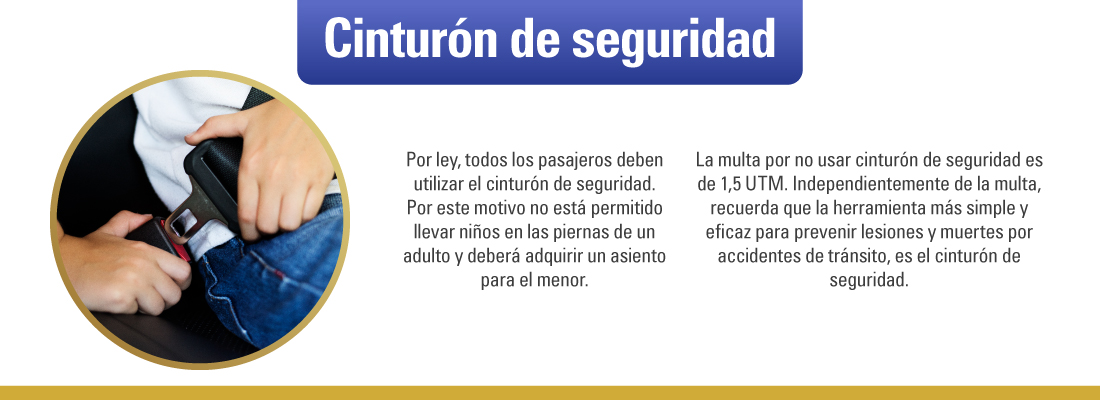 Cinturón de seguridad
Por ley, todos los pasajeros deben
utilizar el cinturón de seguridad.
Por este motivo no está permitido
llevar niños en las piernas de un
adulto y deberá adquirir un asiento
para el menor.
La multa por no usar cinturón de seguridad es
de 1,5 UTM. Independientemente de la multa,
recuerda que la herramienta más simple y
eficaz para prevenir lesiones y muertes por
accidentes de tránsito, es el cinturón de
seguridad.